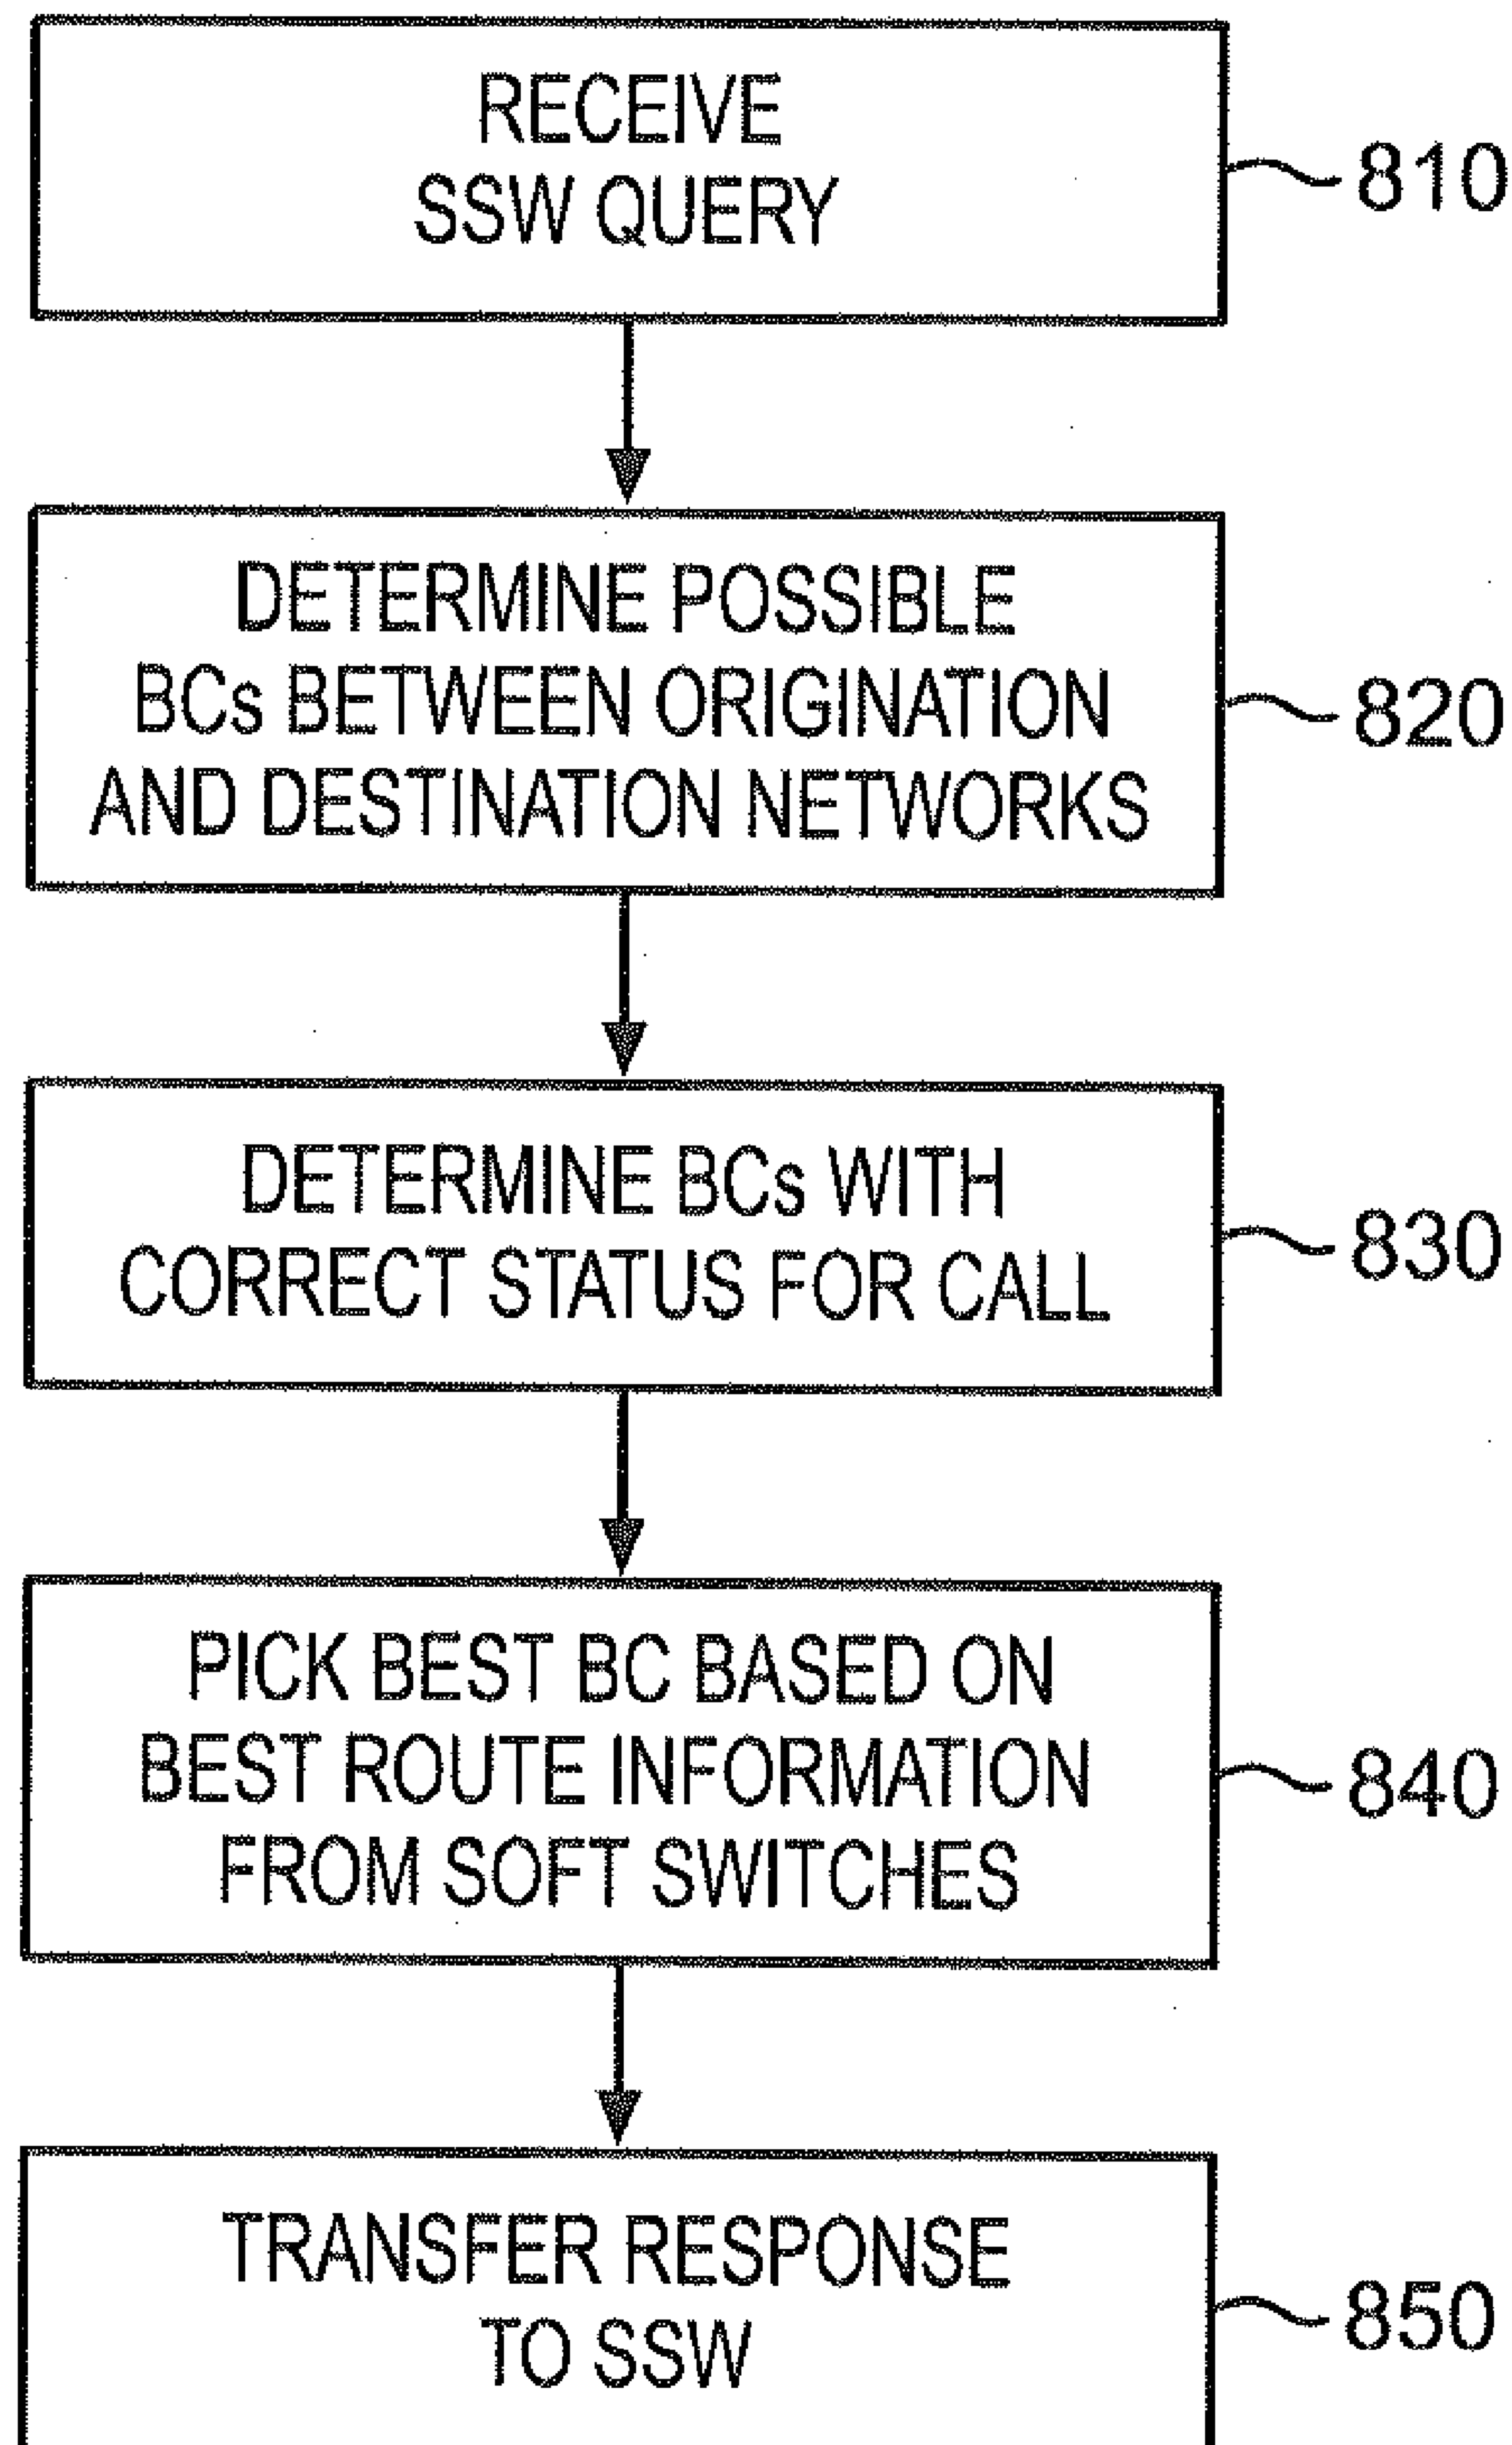 RECEIVE
SSW QUERY
810
DETERMINE POSSIBLE
BCs BETWEEN ORIGINATION
AND DESTINATION NETWORKS
820
DETERMINE BCs WITH
CORRECT STATUS FOR CALL
830
PICK BEST BC BASED ON
BEST ROUTE INFORMATION
FROM SOFT SWITCHES
840
TRANSFER RESPONSE
TO SSW
850